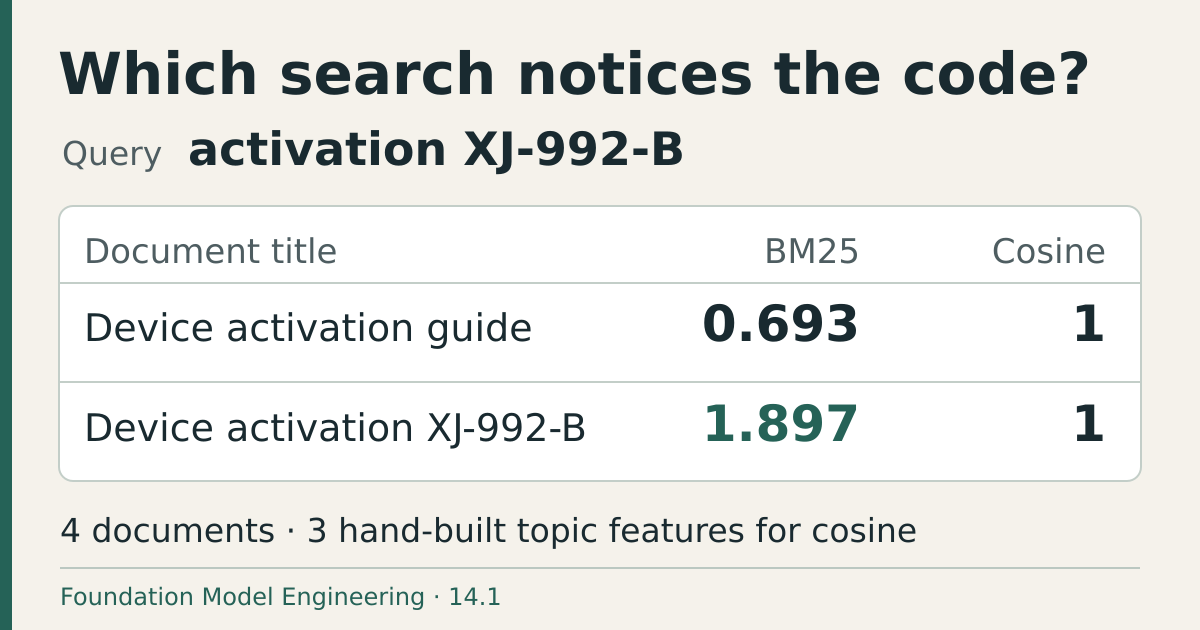 Which search notices the code?
Query activation XJ-992-B
Document title BM25 Cosine
Device activation guide 0.693 1
Device activation XJ-992-B 1.897 1
4 documents · 3 hand-built topic features for cosine
Foundation Model Engineering · 14.1